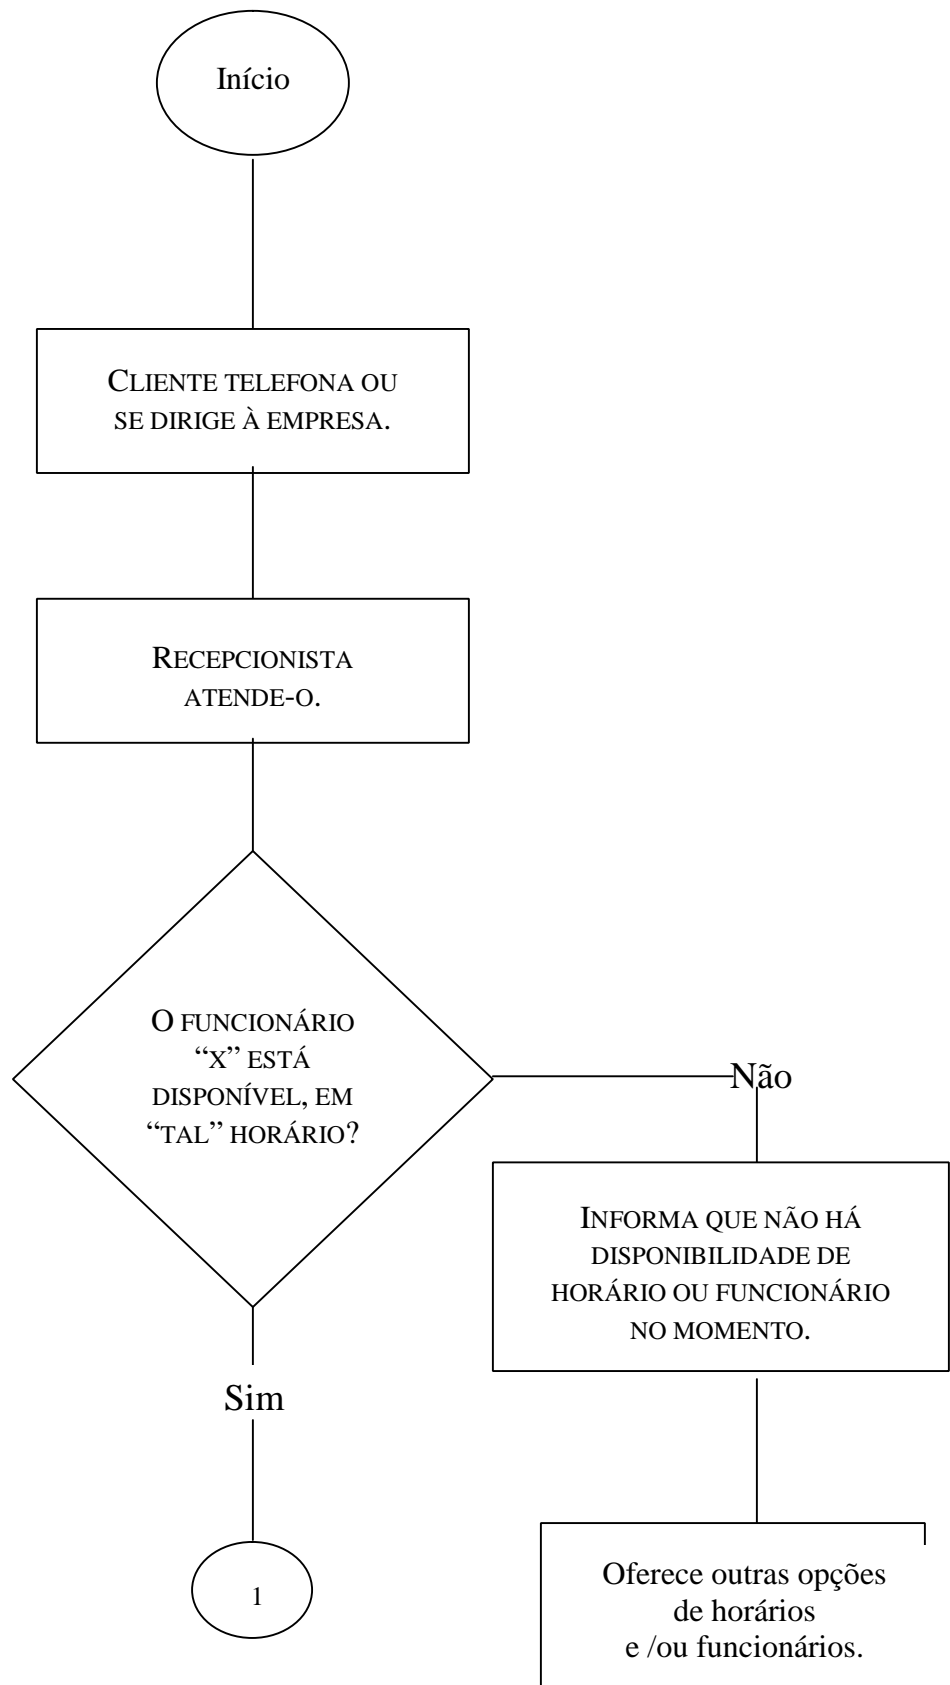 Início
CLIENTE TELEFONA OU
SE DIRIGE À EMPRESA.
RECEPCIONISTA
ATENDE-O.
O FUNCIONÁRIO
“X” ESTÁ
DISPONÍVEL, EM
“TAL” HORÁRIO?
Não
INFORMA QUE NÃO HÁ
DISPONIBILIDADE DE
HORÁRIO OU FUNCIONÁRIO
NO MOMENTO.
Sim
1
Oferece outras opções
de horários
e /ou funcionários.